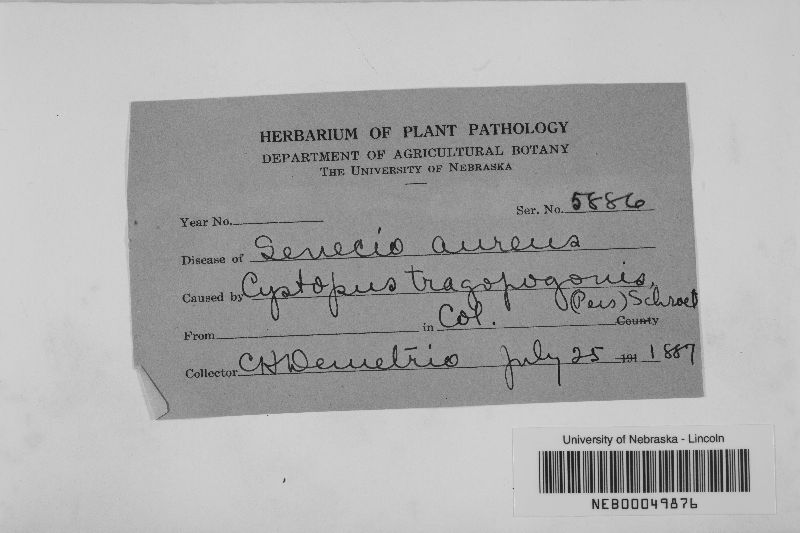 HERBARIUM OF PLANT PATHOLOGY
DEPARTMENT OF AGRICULTURAL BOTANY
THE UNIVERSITY OF NEBRASKA
Ser. No. 5886
Year No.
Disease of Senecio aureus
Caused by Cystopus tragopogonis,
(Pers) Schroet
From in Col. County
Collector CHDemetrio July 25 191 1887
University of Nebraska - Lincoln
NEB00049876